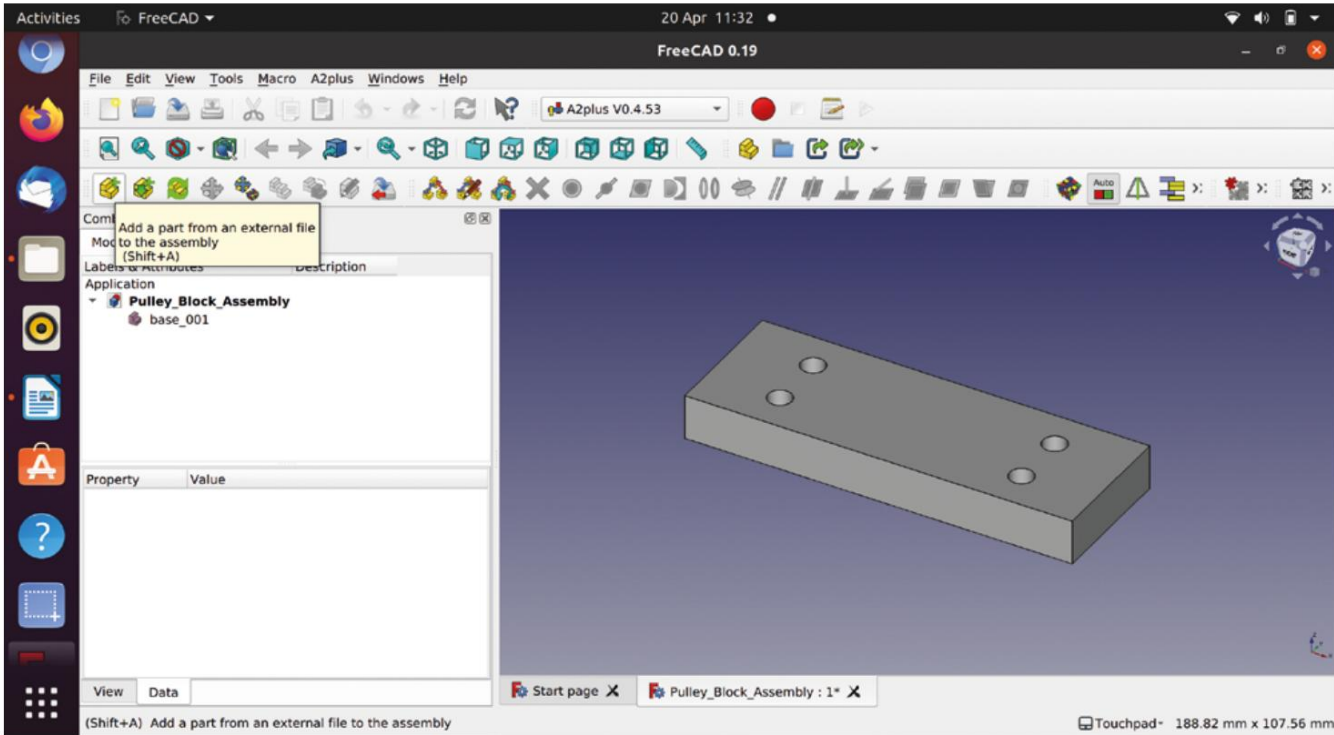 Activities
FreeCAD
20 Apr 11:32
FreeCAD 0.19
File Edit View Tools Macro A2plus Windows Help
A2plus V0.4.53
Auto
Add a part from an external file
to the assembly
(Shift+A)
Description
Application
Pulley_Block_Assembly
base_001
Property Value
View Data
Start page
Pulley_Block_Assembly : 1*
(Shift+A) Add a part from an external file to the assembly
Touchpad 188.82 mm x 107.56 mm